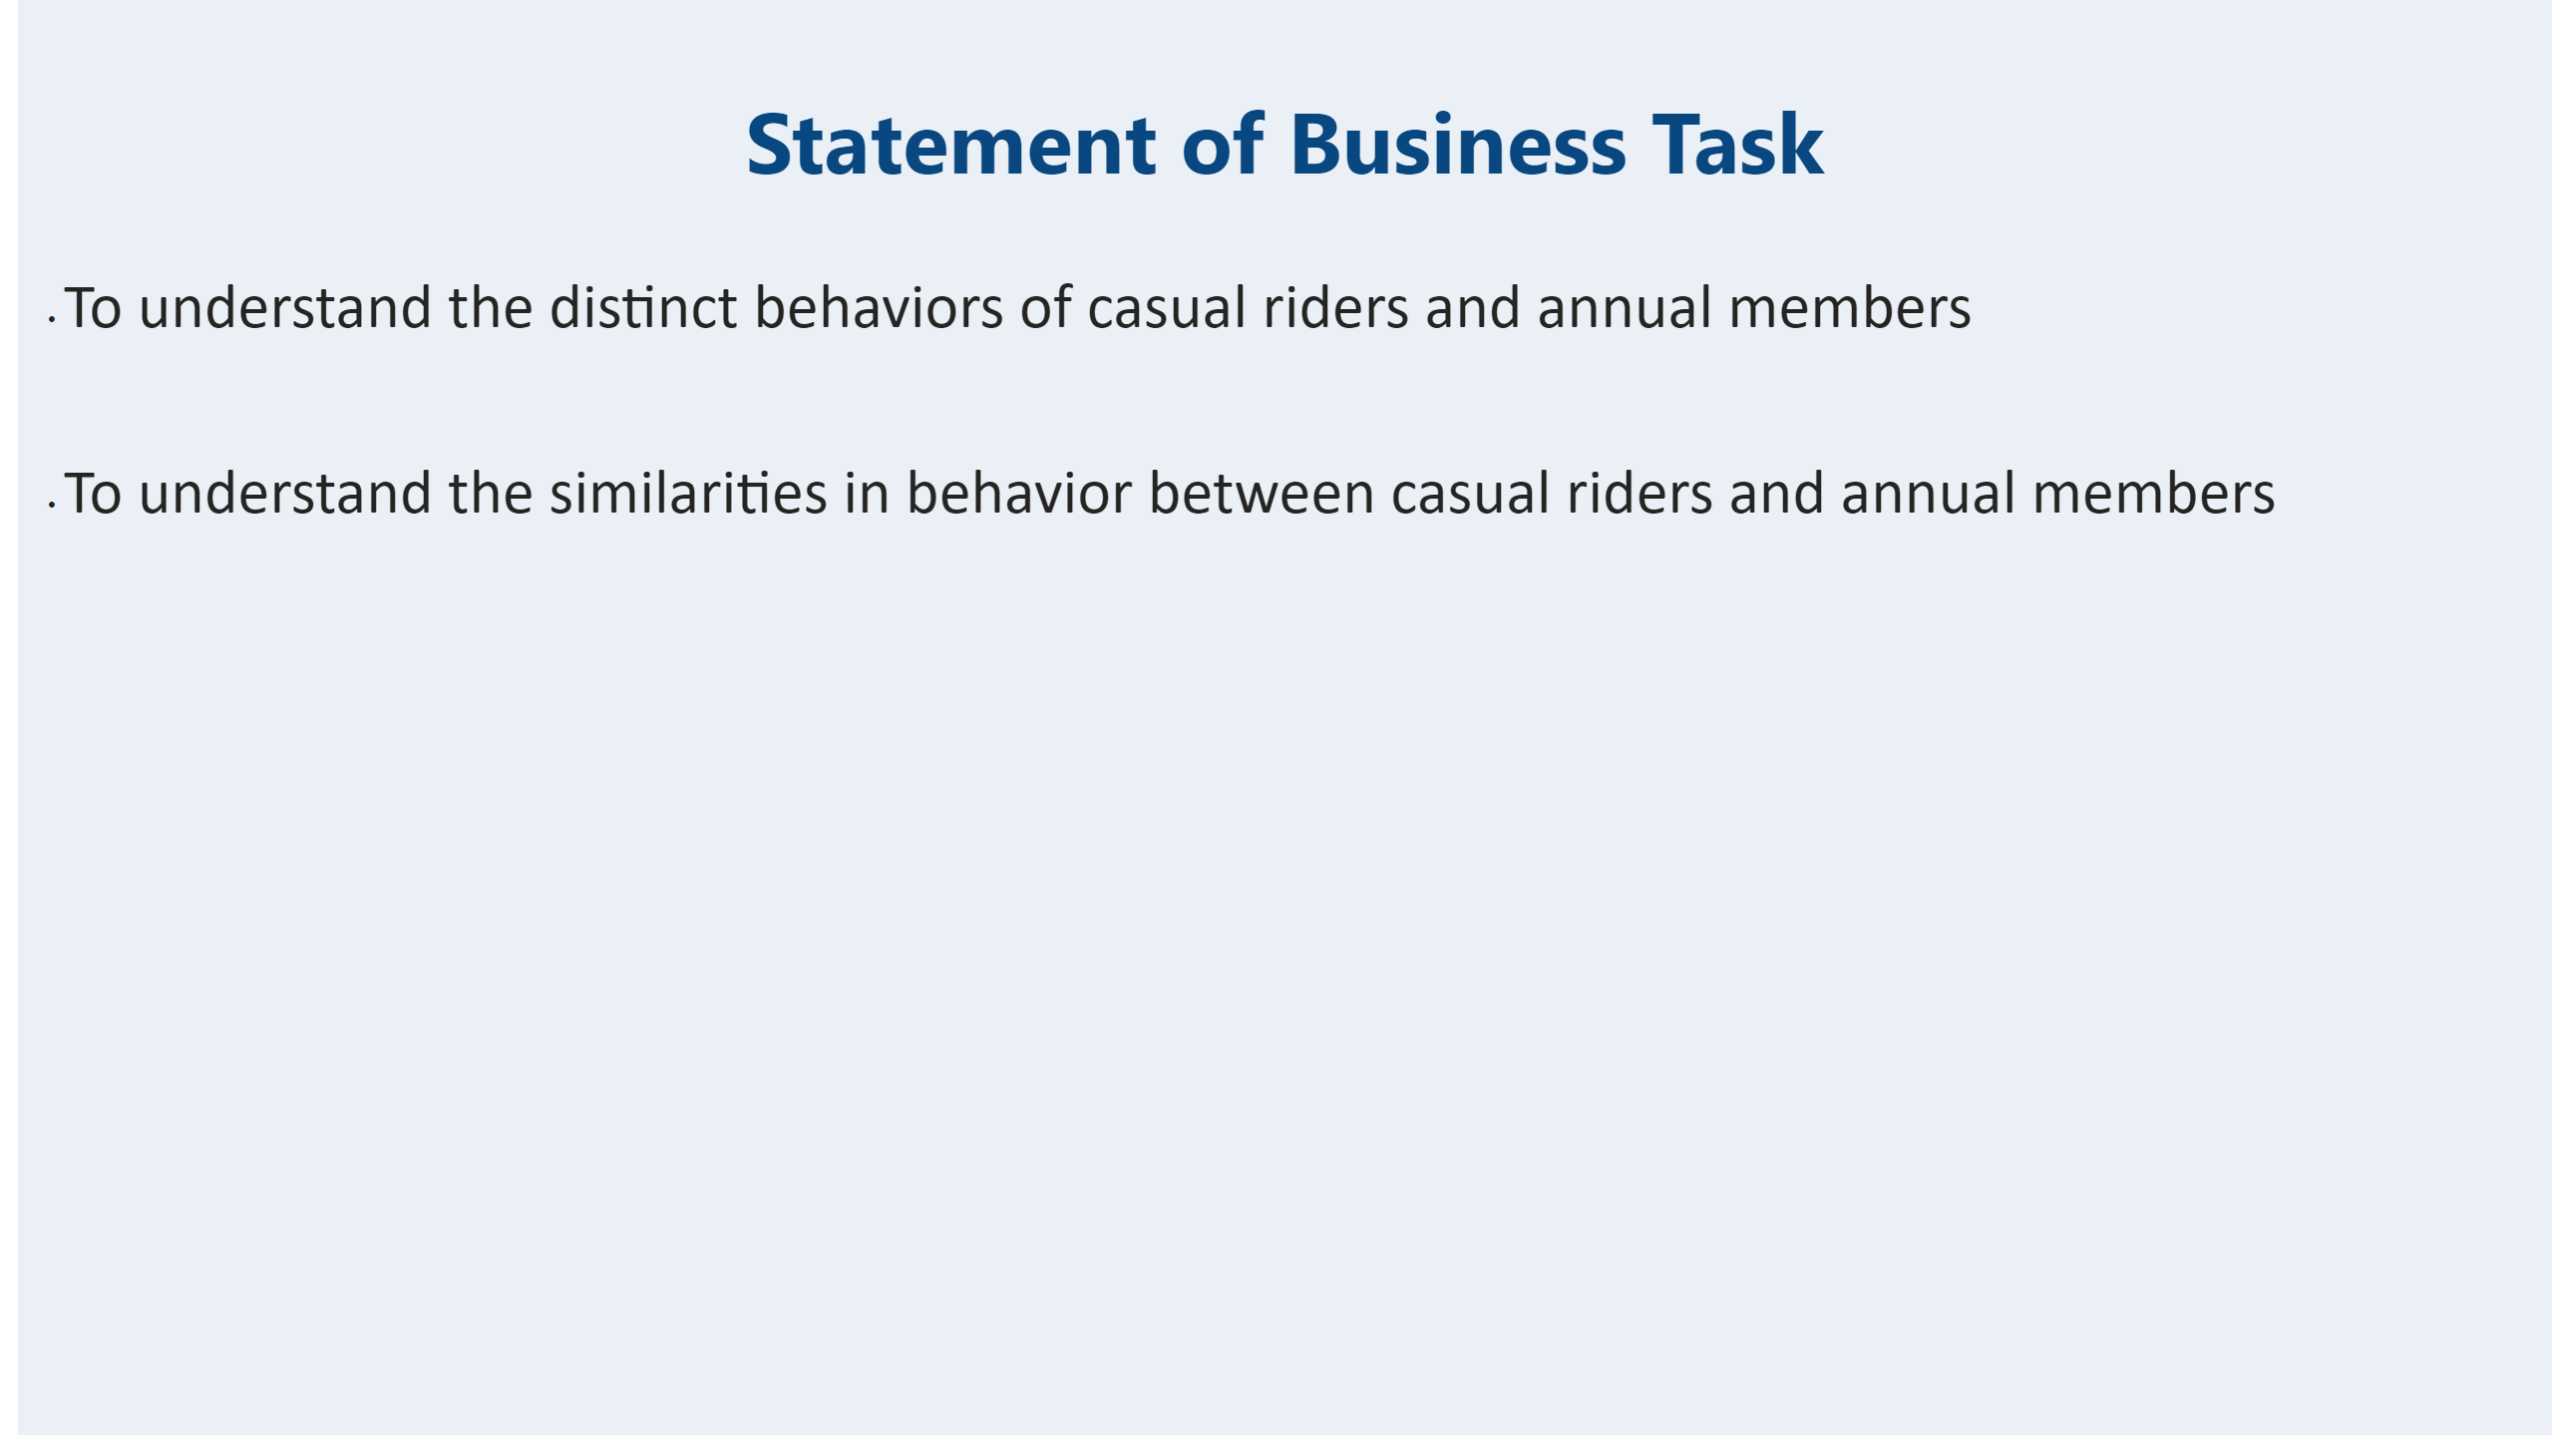 Statement of Business Task
• To understand the distinct behaviors of casual riders and annual members
• To understand the similarities in behavior between casual riders and annual members